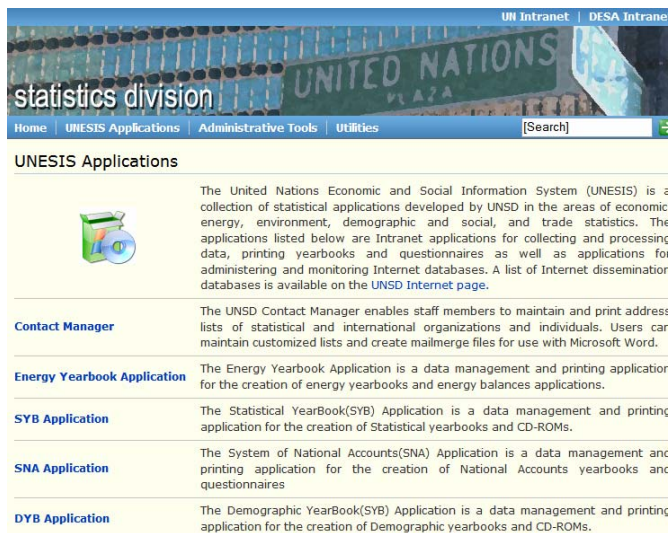 UN Intranet | DESA Intrane
UNITED NATIONS
PLAZA
statistics division
Home | UNESIS Applications | Administrative Tools | Utilities [Search]
UNESIS Applications
The United Nations Economic and Social Information System (UNESIS) is a
collection of statistical applications developed by UNSD in the areas of economic,
energy, environment, demographic and social, and trade statistics. The
applications listed below are Intranet applications for collecting and processing
data, printing yearbooks and questionnaires as well as applications for
administering and monitoring Internet databases. A list of Internet dissemination
databases is available on the UNSD Internet page.
Contact Manager
The UNSD Contact Manager enables staff members to maintain and print address
lists of statistical and international organizations and individuals. Users can
maintain customized lists and create mailmerge files for use with Microsoft Word.
Energy Yearbook Application
The Energy Yearbook Application is a data management and printing application
for the creation of energy yearbooks and energy balances applications.
SYB Application
The Statistical YearBook(SYB) Application is a data management and printing
application for the creation of Statistical yearbooks and CD-ROMs.
SNA Application
The System of National Accounts(SNA) Application is a data management and
printing application for the creation of National Accounts yearbooks and
questionnaires
DYB Application
The Demographic YearBook(SYB) Application is a data management and printing
application for the creation of Demographic yearbooks and CD-ROMs.